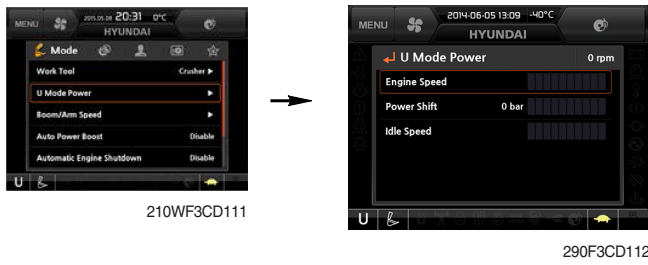 MENU 2015.05.08 20:31 0°C
HYUNDAI
Mode
Work Tool Crusher ►
U Mode Power ►
Boom/Arm Speed ►
Auto Power Boost Disable
Automatic Engine Shutdown Disable
U
210WF3CD111
MENU 2014-06-05 13:09 -40°C
HYUNDAI
U Mode Power 0 rpm
Engine Speed
Power Shift 0 bar
Idle Speed
U
290F3CD112